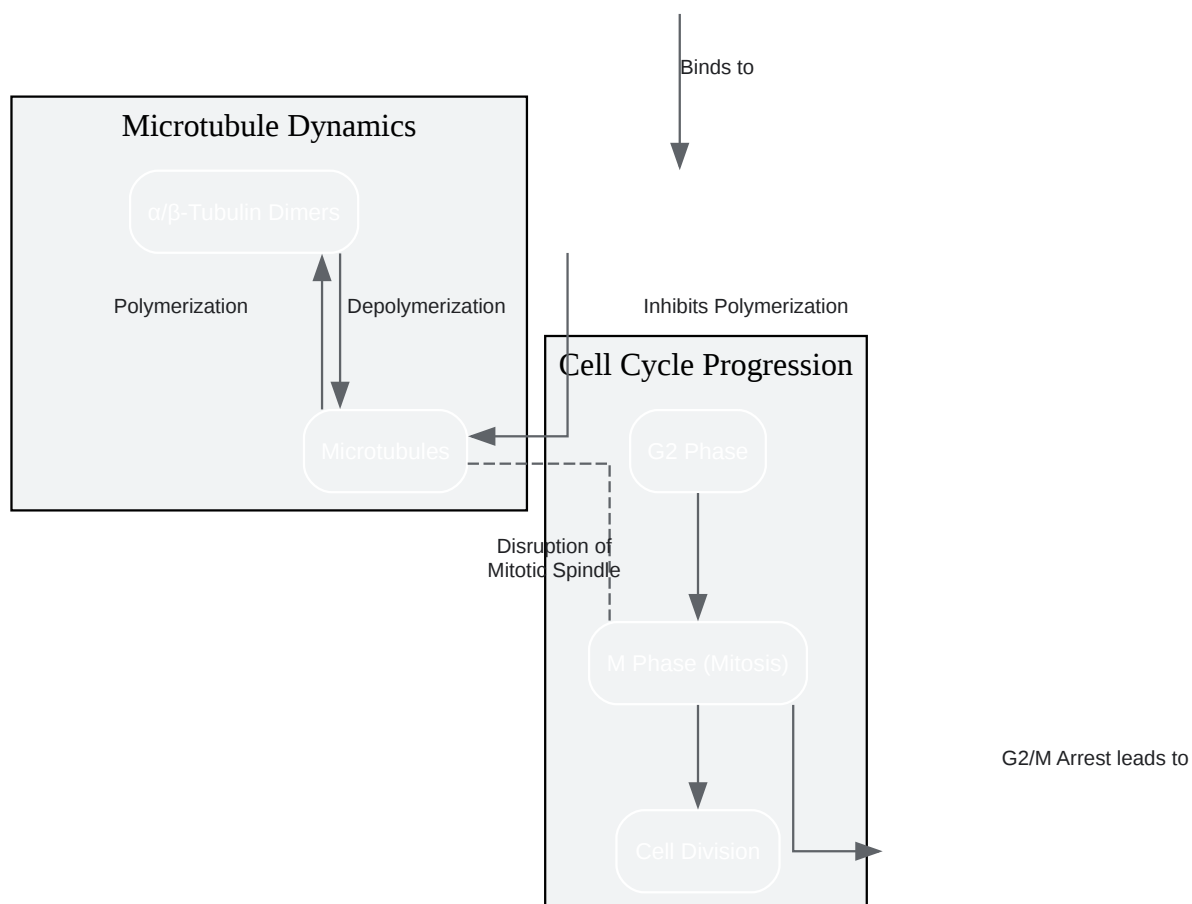 Binds to
Microtubule Dynamics
α/β-Tubulin Dimers
Polymerization
Depolymerization
Inhibits Polymerization
Cell Cycle Progression
Microtubules
G2 Phase
Disruption of
Mitotic Spindle
M Phase (Mitosis)
G2/M Arrest leads to
Cell Division